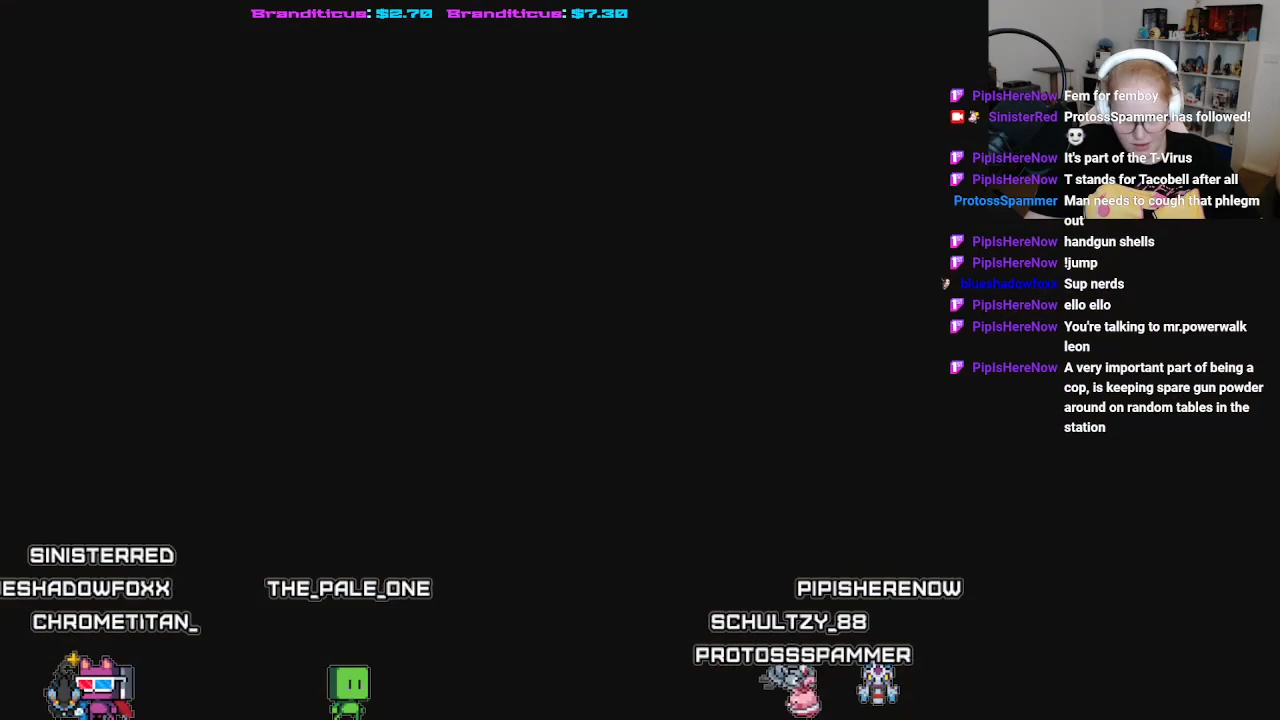 Branditicus: $2.70 Branditicus: $7.30
PipIsHereNow Fem for femboy
SinisterRed ProtossSpammer has followed!
PipIsHereNow It's part of the T-Virus
PipIsHereNow T stands for Tacobell after all
ProtossSpammer Man needs to cough that phlegm
out
PipIsHereNow handgun shells
PipIsHereNow !jump
blueshadowfoxx Sup nerds
PipIsHereNow ello ello
PipIsHereNow You're talking to mr.powerwalk
leon
PipIsHereNow A very important part of being a
cop, is keeping spare gun powder
around on random tables in the
station
SINISTERRED
ESHADOWFOXX THE_PALE_ONE PIPISHERENOW
CHROMETITAN_ SCHULTZY_88
PROTOSSSPAMMER